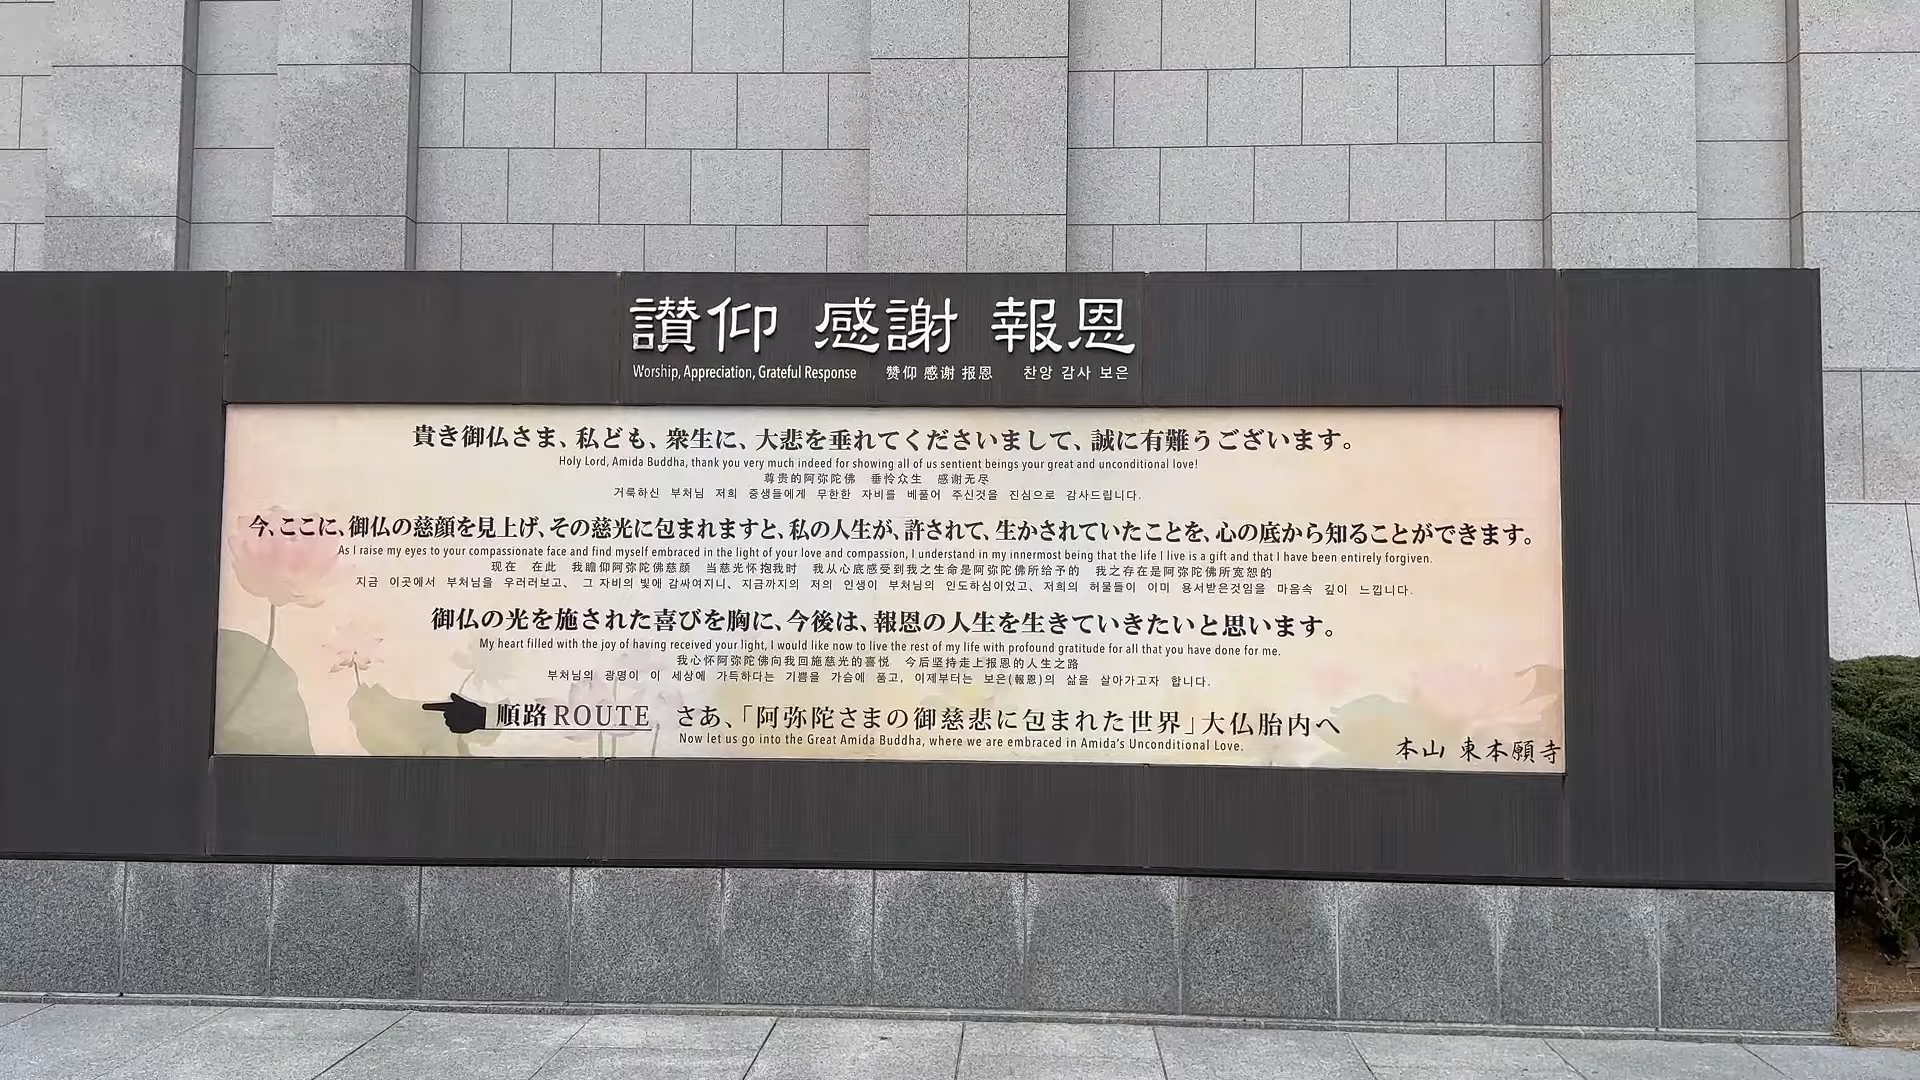 讃仰 感謝 報恩
Worship, Appreciation, Grateful Response 赞仰 感谢 报恩 찬앙 감사 보은
貴き御仏さま、私ども、衆生に、大悲を垂れてくださいまして、誠に有難うございます。
Holy Lord, Amida Buddha, thank you very much indeed for showing all of us sentient beings your great and unconditional love!
尊贵的阿弥陀佛 垂怜众生 感谢无尽
거룩하신 부처님 저희 중생들에게 무한한 자비를 베풀어 주신것을 진심으로 감사드립니다.
今、ここに、御仏の慈顔を見上げ、その慈光に包まれますと、私の人生が、許されて、生かされていたことを、心の底から知ることができます。
As I raise my eyes to your compassionate face and find myself embraced in the light of your love and compassion, I understand in my innermost being that the life I live is a gift and that I have been entirely forgiven.
现在 在此 我瞻仰阿弥陀佛慈颜 当慈光怀抱我时 我从心底感受到我之生命是阿弥陀佛所给予的 我之存在是阿弥陀佛所宽恕的
지금 이곳에서 부처님을 우러러보고、 그 자비의 빛에 감싸여지니、 지금까지의 저의 인생이 부처님의 인도하심이었고、 저희의 허물들이 이미 용서받은것임을 마음속 깊이 느낍니다.
御仏の光を施された喜びを胸に、今後は、報恩の人生を生きていきたいと思います。
My heart filled with the joy of having received your light, I would like now to live the rest of my life with profound gratitude for all that you have done for me.
我心怀阿弥陀佛向我回施慈光的喜悦 今后坚持走上报恩的人生之路
부처님의 광명이 이 세상에 가득하다는 기쁨을 가슴에 품고, 이제부터는 보은(報恩)의 삶을 살아가고자 합니다.
順路 ROUTE さあ、「阿弥陀さまの御慈悲に包まれた世界」大仏胎内へ
Now let us go into the Great Amida Buddha, where we are embraced in Amida's Unconditional Love.
本山 東本願寺